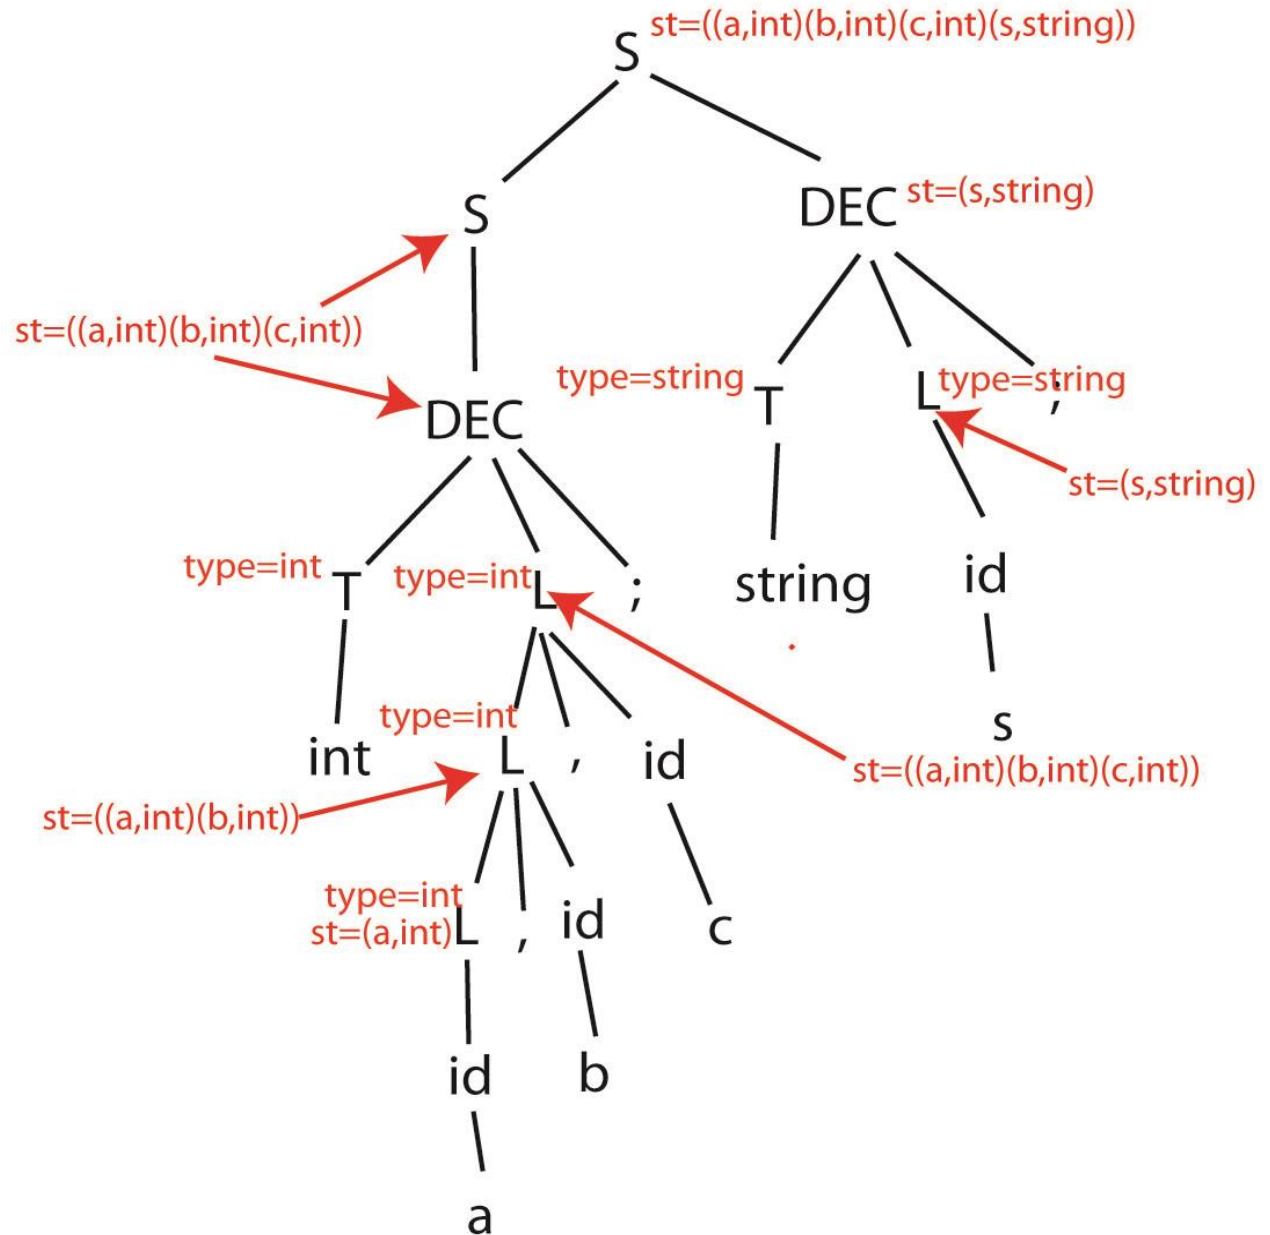 st=((a,int)(b,int)(c,int)(s,string))
S
S
DEC
st=(s,string)
st=((a,int)(b,int)(c,int))
DEC
type=string
T
L
type=string
;
st=(s,string)
type=int
T
type=int
L
;
string
id
type=int
int
L
,
id
s
st=((a,int)(b,int)(c,int))
st=((a,int)(b,int))
type=int
st=(a,int)
L
,
id
c
id
b
a